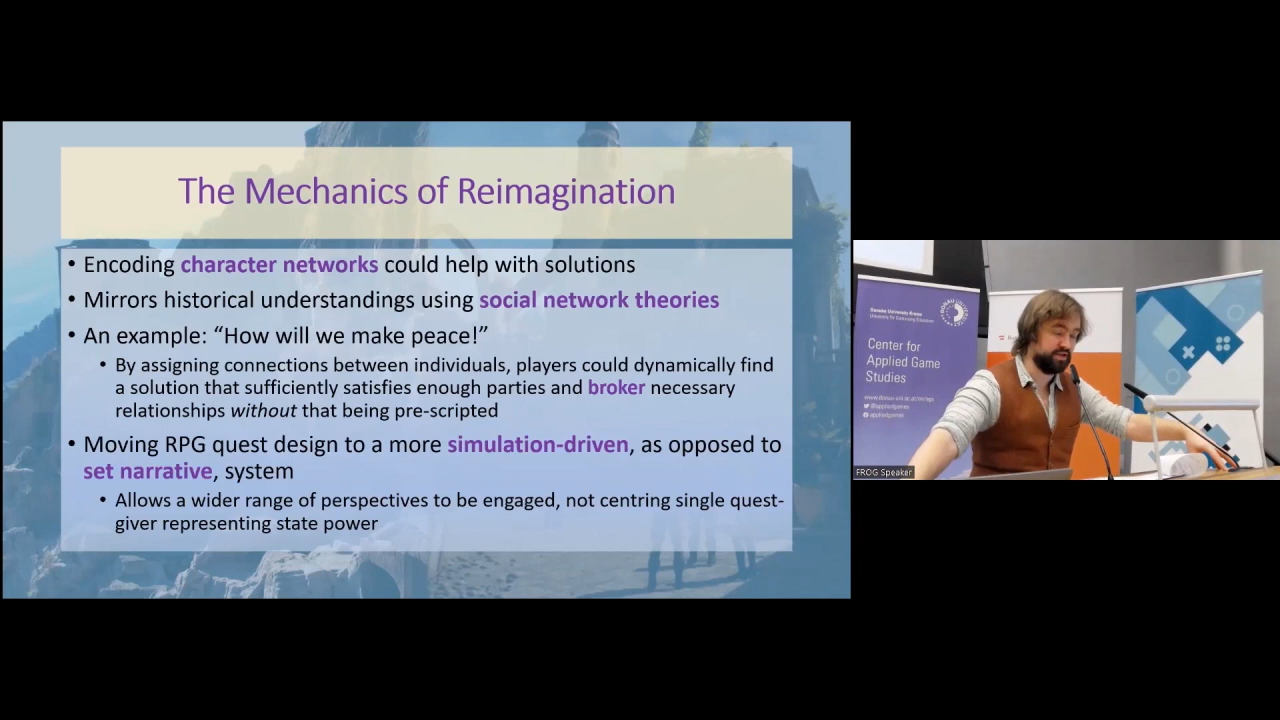 The Mechanics of Reimagination
• Encoding character networks could help with solutions
• Mirrors historical understandings using social network theories
• An example: “How will we make peace!”
• By assigning connections between individuals, players could dynamically find
a solution that sufficiently satisfies enough parties and broker necessary
relationships without that being pre-scripted
• Moving RPG quest design to a more simulation-driven, as opposed to
set narrative, system
• Allows a wider range of perspectives to be engaged, not centring single quest-
giver representing state power
Center for
Applied Game
Studies
FROG Speaker